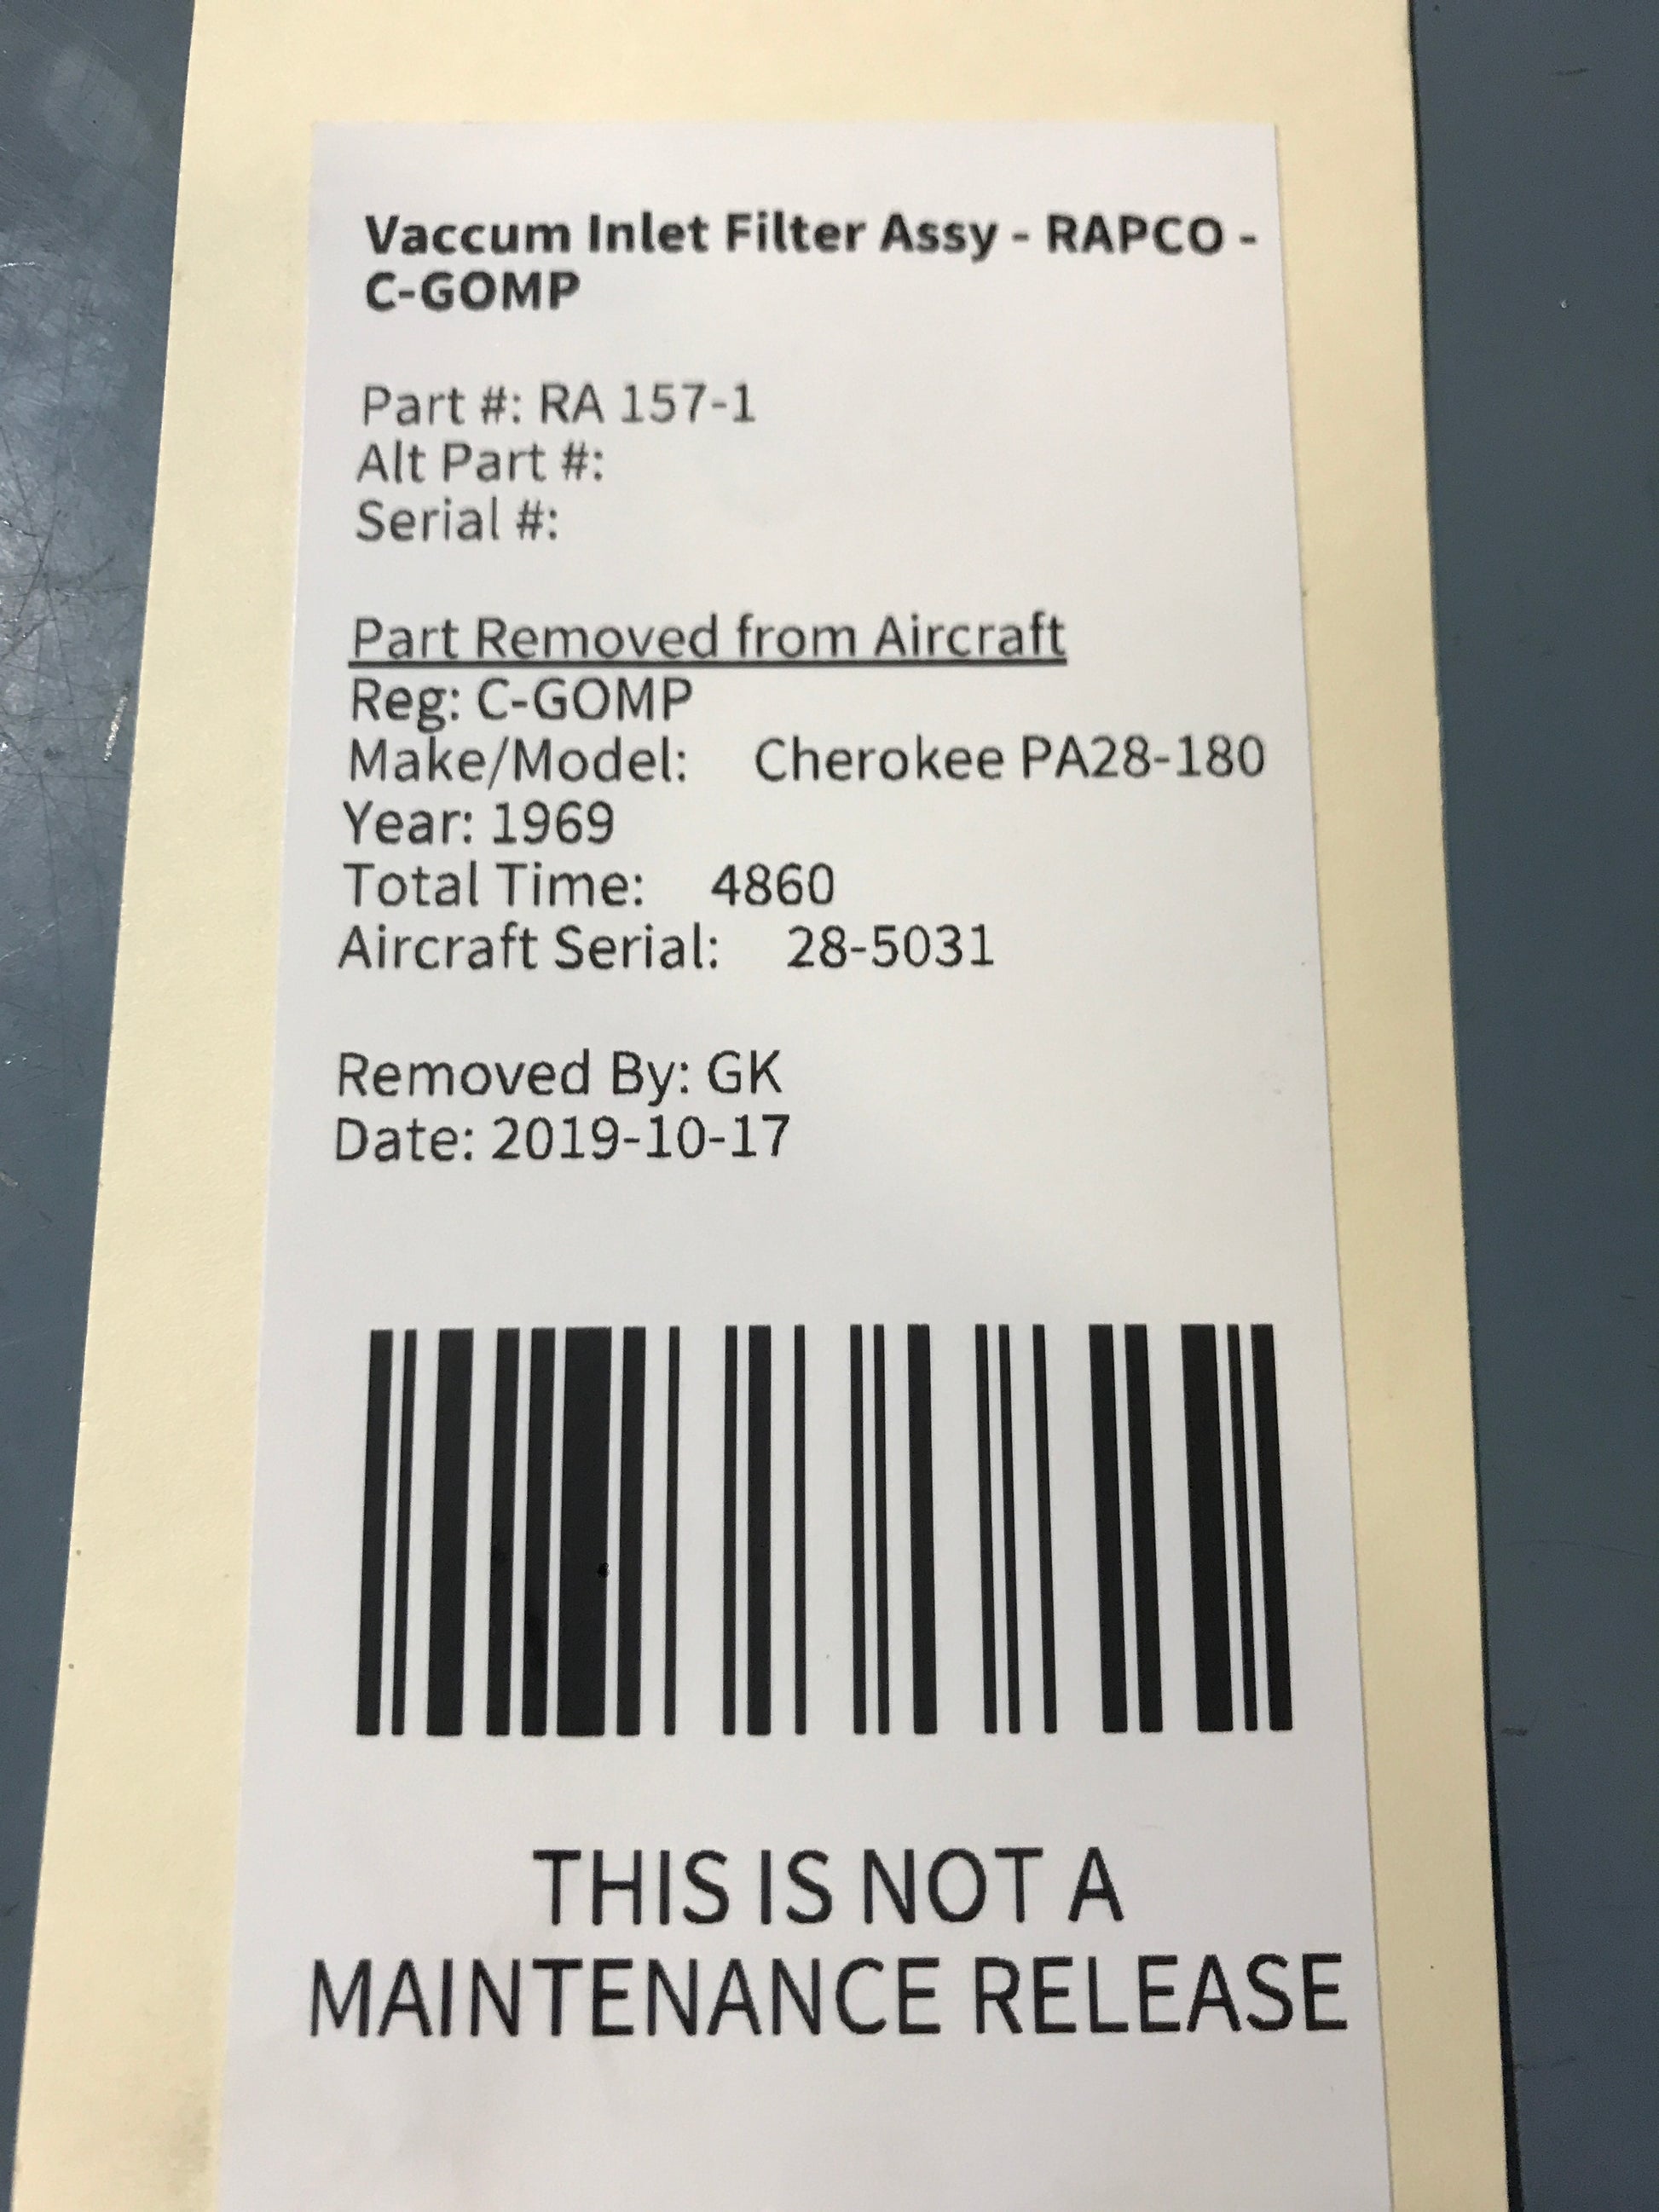 Vaccum Inlet Filter Assy - RAPCO -
C-GOMP
Part #: RA 157-1
Alt Part #:
Serial #:
Part Removed from Aircraft
Reg: C-GOMP
Make/Model: Cherokee PA28-180
Year: 1969
Total Time: 4860
Aircraft Serial: 28-5031
Removed By: GK
Date: 2019-10-17
THIS IS NOT A
MAINTENANCE RELEASE